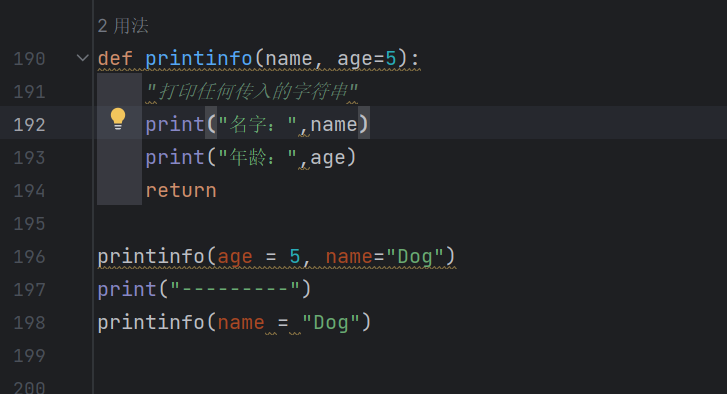 2 用法
190 def printinfo(name, age=5):
191 "打印任何传入的字符串"
192 print("名字：",name)
193 print("年龄：",age)
194 return
195
196 printinfo(age = 5, name="Dog")
197 print("---------")
198 printinfo(name = "Dog")
199
200